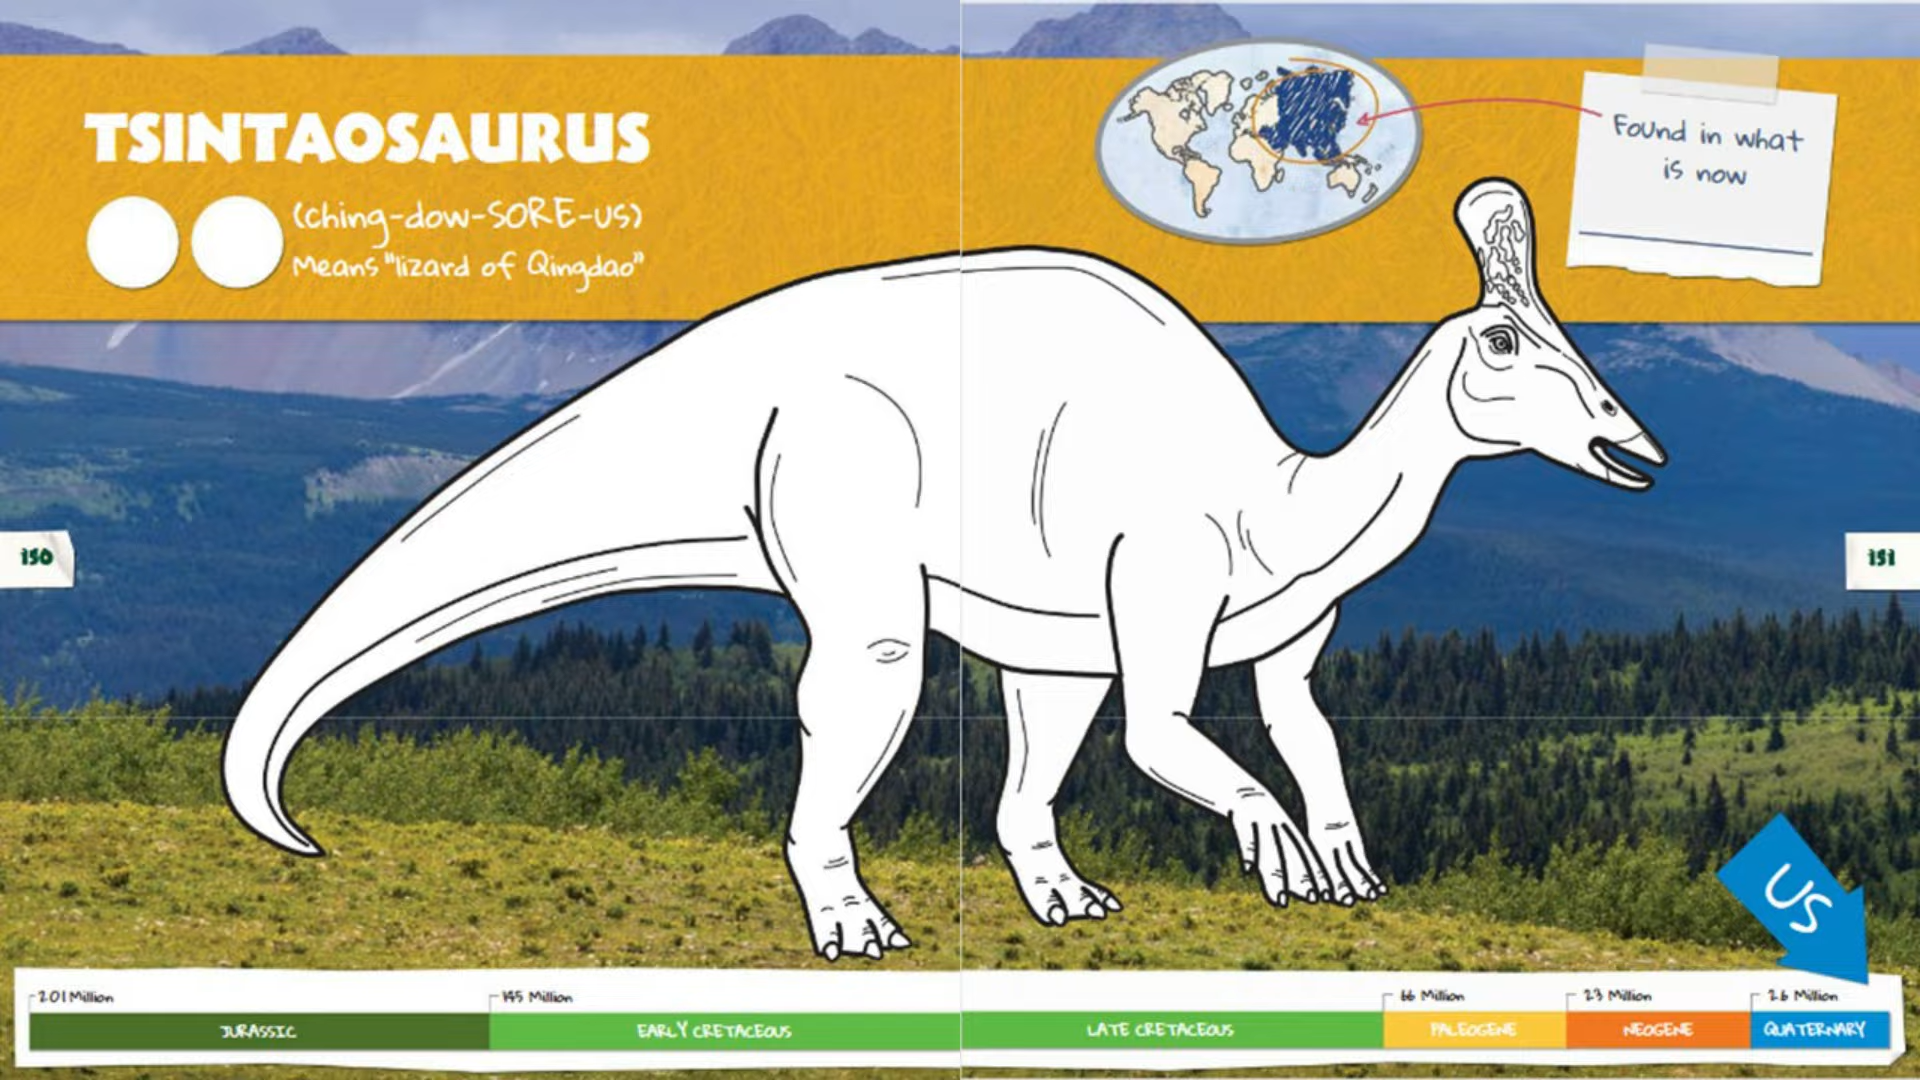 TSINTAOSAURUS
(ching-dow-SORE-us)
Means "lizard of Qingdao"
Found in what
is now
150
151
US
201 Million
145 Million
66 Million
23 Million
2.6 Million
JURASSIC
EARLY CRETACEOUS
LATE CRETACEOUS
PALEOGENE
NEOGENE
QUATERNARY